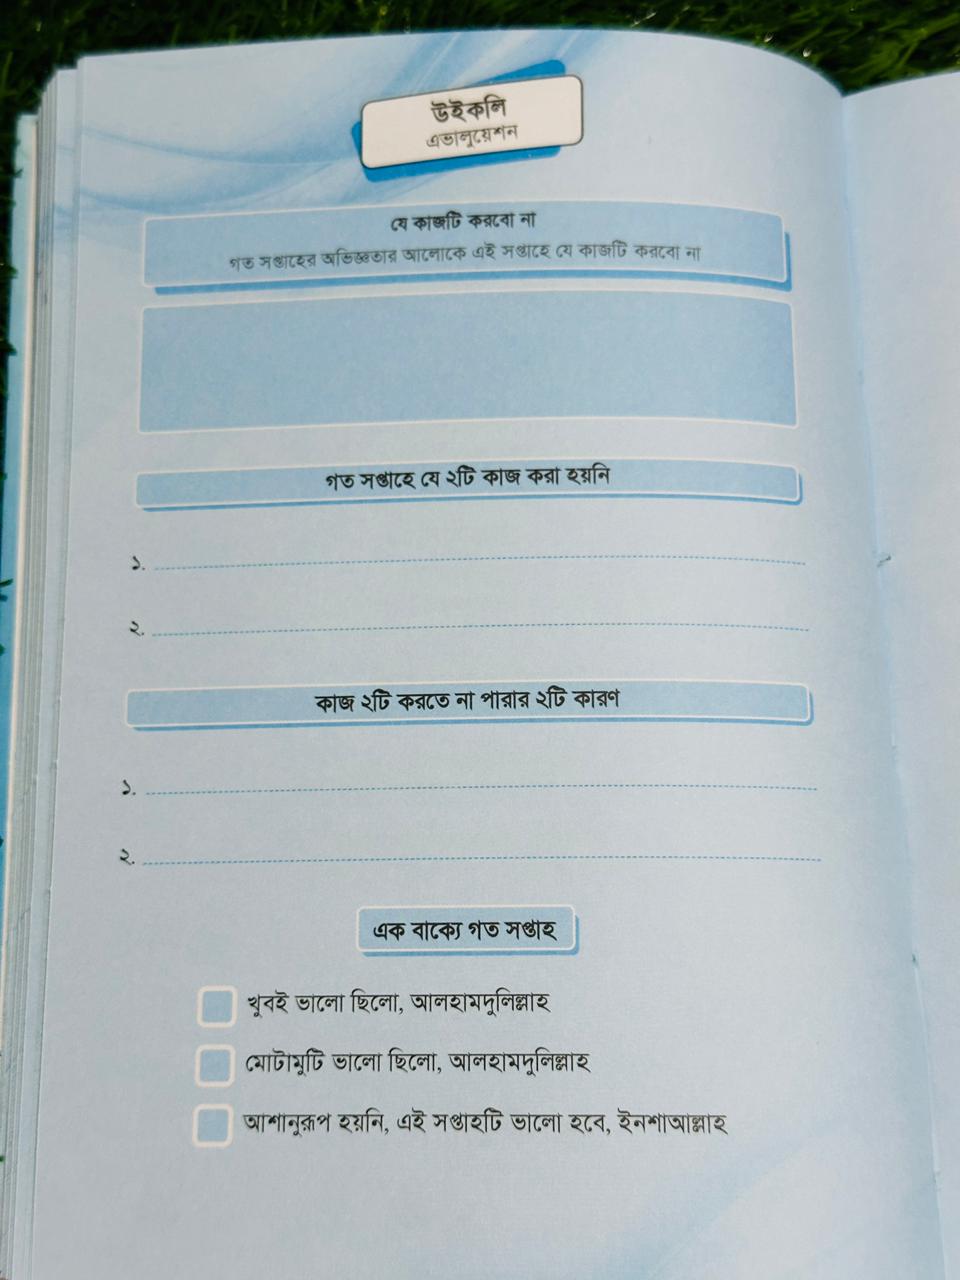 উইকলি
এভালুয়েশন
যে কাজটি করবো না
গত সপ্তাহের অভিজ্ঞতার আলোকে এই সপ্তাহে যে কাজটি করবো না
গত সপ্তাহে যে ২টি কাজ করা হয়নি
১.
২.
কাজ ২টি করতে না পারার ২টি কারণ
১.
২.
এক বাক্যে গত সপ্তাহ
খুবই ভালো ছিলো, আলহামদুলিল্লাহ
মোটামুটি ভালো ছিলো, আলহামদুলিল্লাহ
আশানুরূপ হয়নি, এই সপ্তাহটি ভালো হবে, ইনশাআল্লাহ